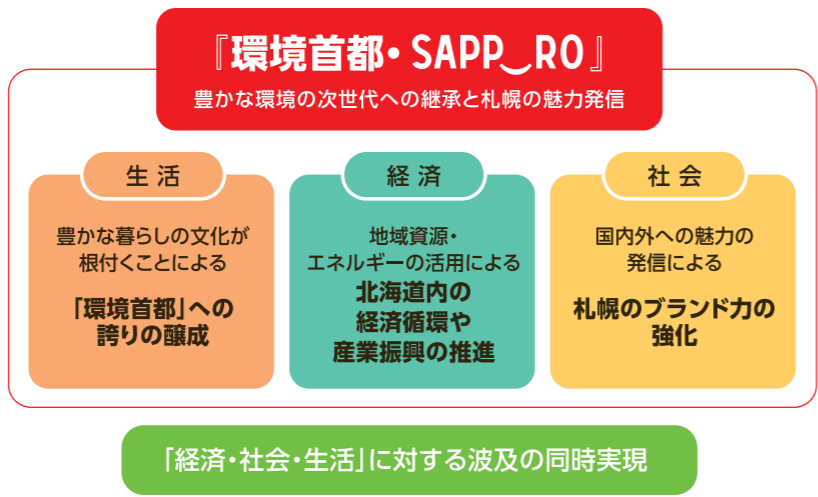 『環境首都・SAPP‿RO』
豊かな環境の次世代への継承と札幌の魅力発信
生活
豊かな暮らしの文化が
根付くことによる
「環境首都」への
誇りの醸成
経済
地域資源・
エネルギーの活用による
北海道内の
経済循環や
産業振興の推進
社会
国内外への魅力の
発信による
札幌のブランド力の
強化
「経済・社会・生活」に対する波及の同時実現